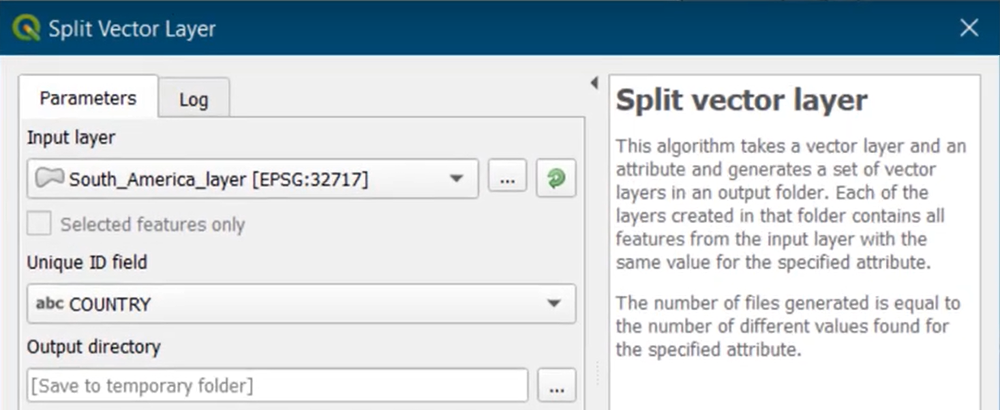 Split Vector Layer
Parameters
Log
Input layer
South_America_layer [EPSG:32717]
...
Selected features only
Unique ID field
abc COUNTRY
Output directory
[Save to temporary folder]
...
Split vector layer
This algorithm takes a vector layer and an
attribute and generates a set of vector
layers in an output folder. Each of the
layers created in that folder contains all
features from the input layer with the
same value for the specified attribute.
The number of files generated is equal to
the number of different values found for
the specified attribute.